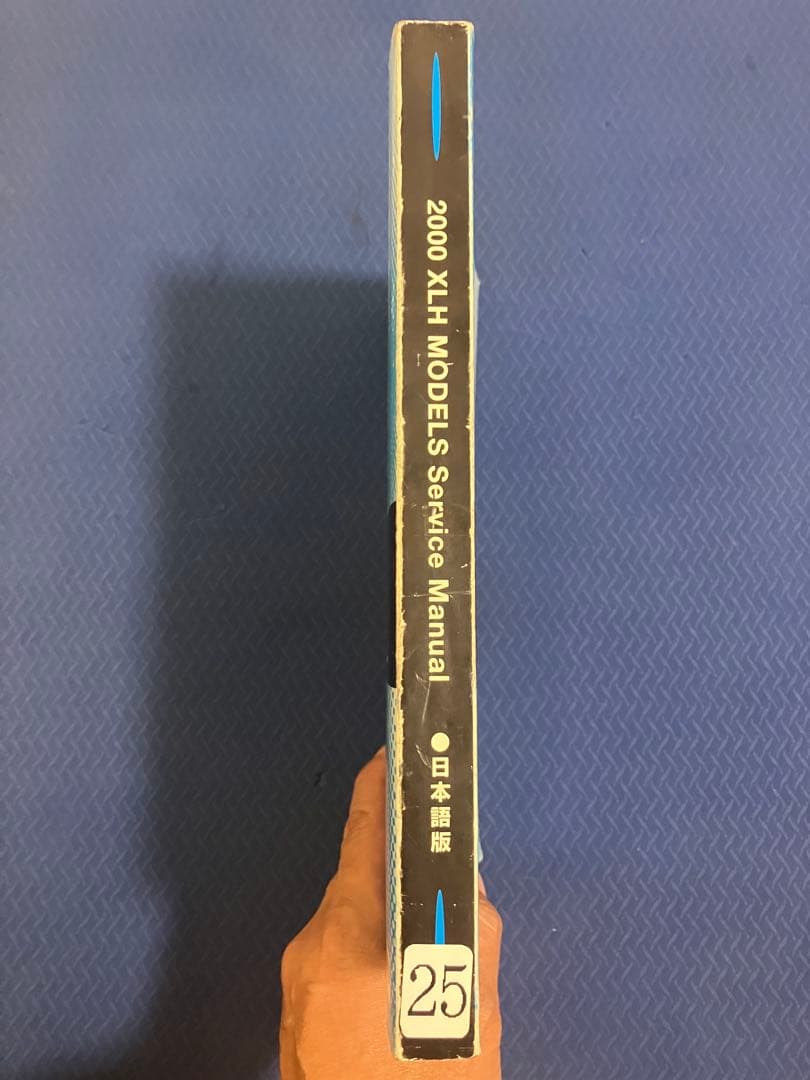 2000 XLH MODELS Service Manual ●日本語版
25